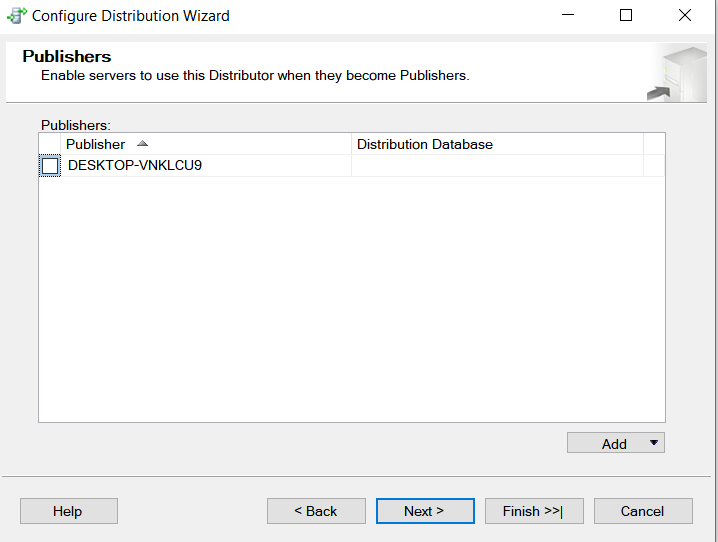 Configure Distribution Wizard
Publishers
Enable servers to use this Distributor when they become Publishers.
Publishers:
Publisher Distribution Database
DESKTOP-VNKLCU9
Add
Help < Back Next > Finish >>| Cancel